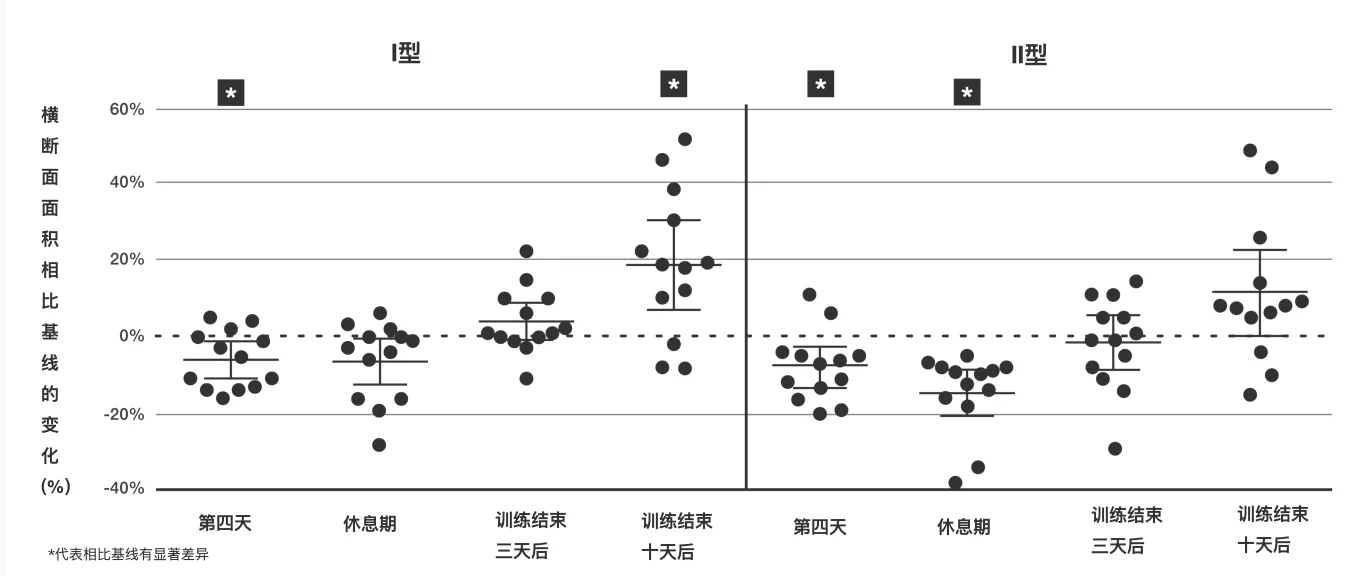 I型
II型
*
*
*
*
横断面面积相比基线的变化(%)
60%
40%
20%
0%
-20%
-40%
第四天
休息期
训练结束
三天后
训练结束
十天后
第四天
休息期
训练结束
三天后
训练结束
十天后
*代表相比基线有显著差异